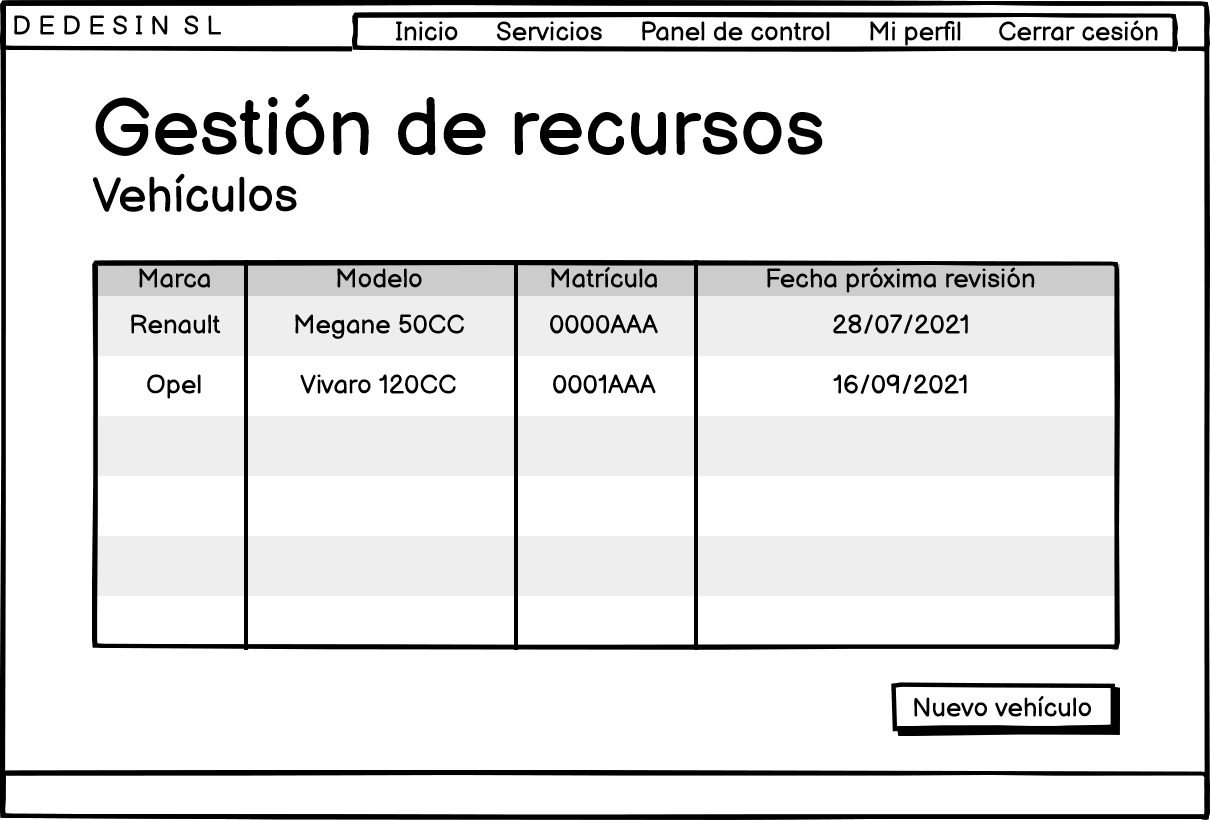 DEDESIN SL
Inicio Servicios Panel de control Mi perfil Cerrar cesión
Gestión de recursos
Vehículos
Marca Modelo Matrícula Fecha próxima revisión
Renault Megane 50CC 0000AAA 28/07/2021
Opel Vivaro 120CC 0001AAA 16/09/2021
Nuevo vehículo